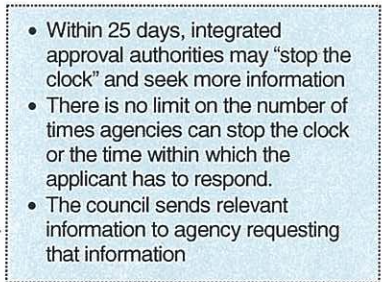 • Within 25 days, integrated
approval authorities may “stop the
clock” and seek more information
• There is no limit on the number of
times agencies can stop the clock
or the time within which the
applicant has to respond.
• The council sends relevant
information to agency requesting
that information